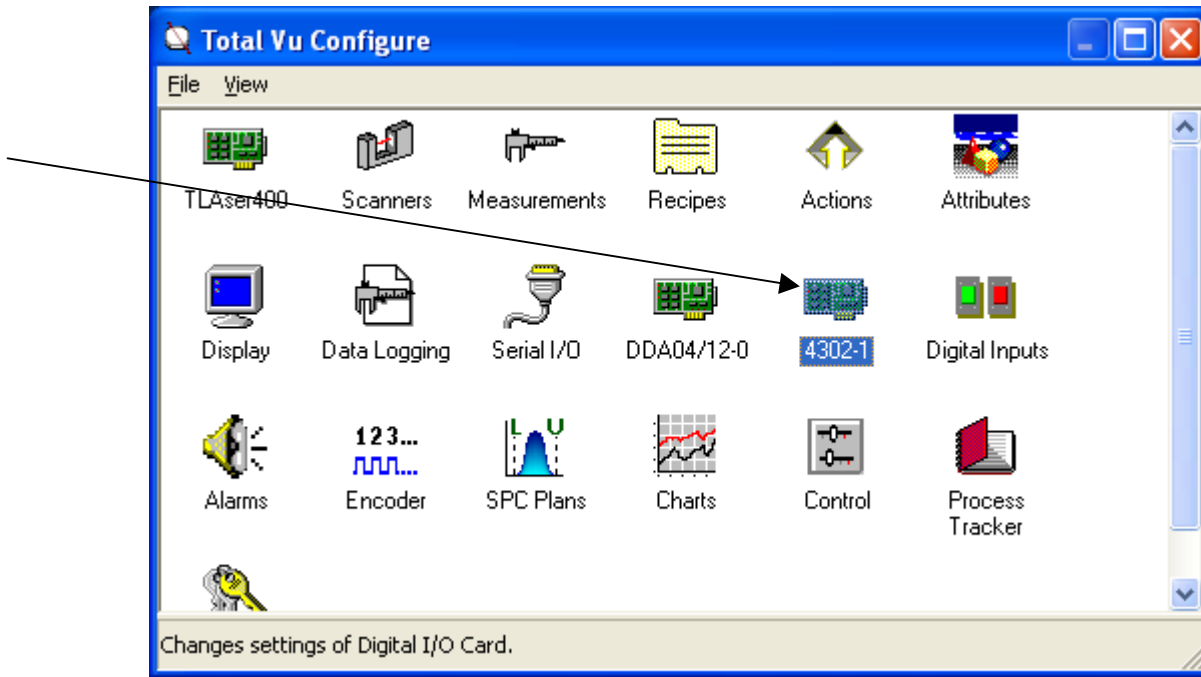 Total Vu Configure
File View
TLAser400 Scanners Measurements Recipes Actions Attributes
Display Data Logging Serial I/O DDA04/12-0 4302-1 Digital Inputs
123...
L U
Alarms Encoder SPC Plans Charts Control Process
Tracker
Changes settings of Digital I/O Card.